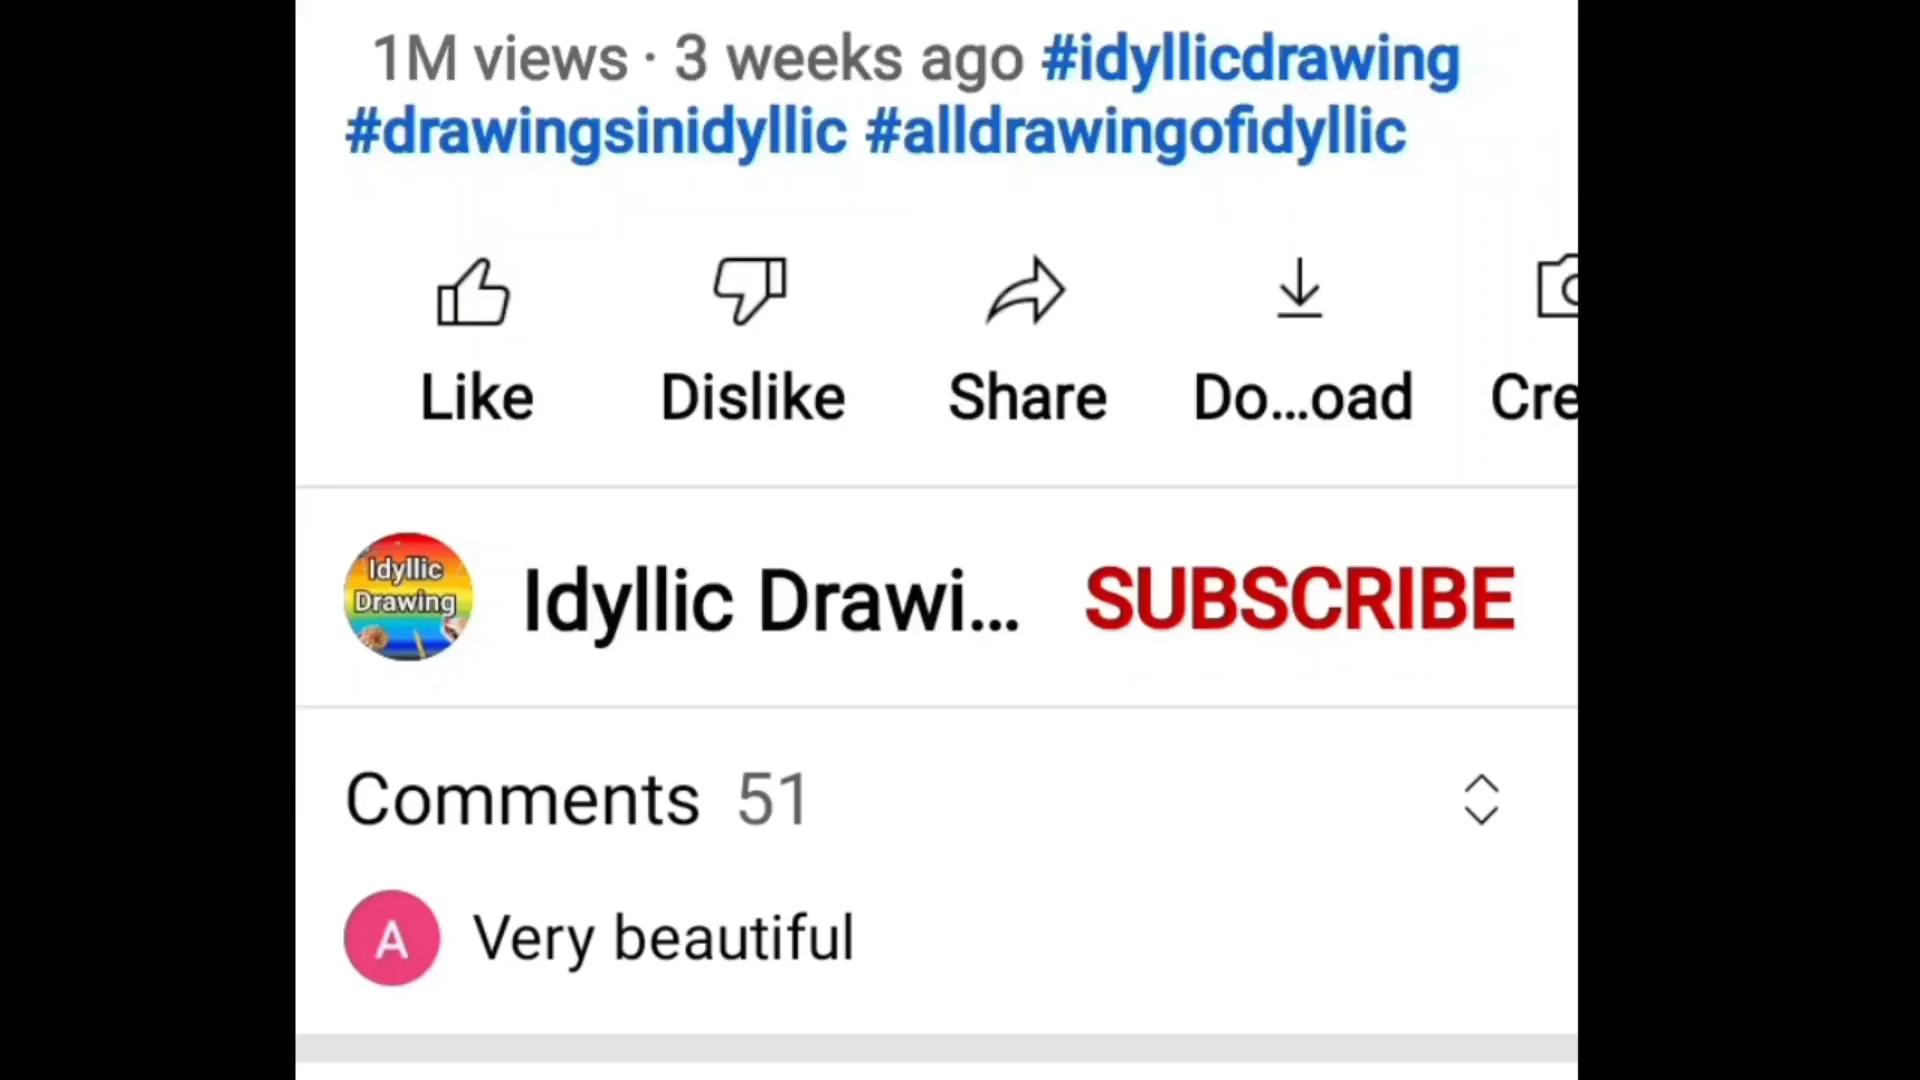 1M views · 3 weeks ago #idyllicdrawing
#drawingsinidyllic #alldrawingofidyllic
Like Dislike Share Do...oad Cre
Idyllic
Drawing
Idyllic Drawi... SUBSCRIBE
Comments 51
A Very beautiful